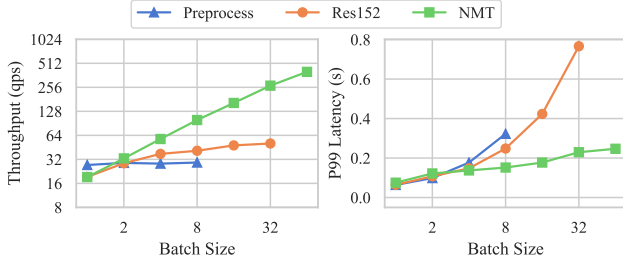 Preprocess Res152 NMT
Throughput (qps)
1024
512
256
128
64
32
16
8
2 8 32
Batch Size
P99 Latency (s)
0.8
0.6
0.4
0.2
0.0
2 8 32
Batch Size